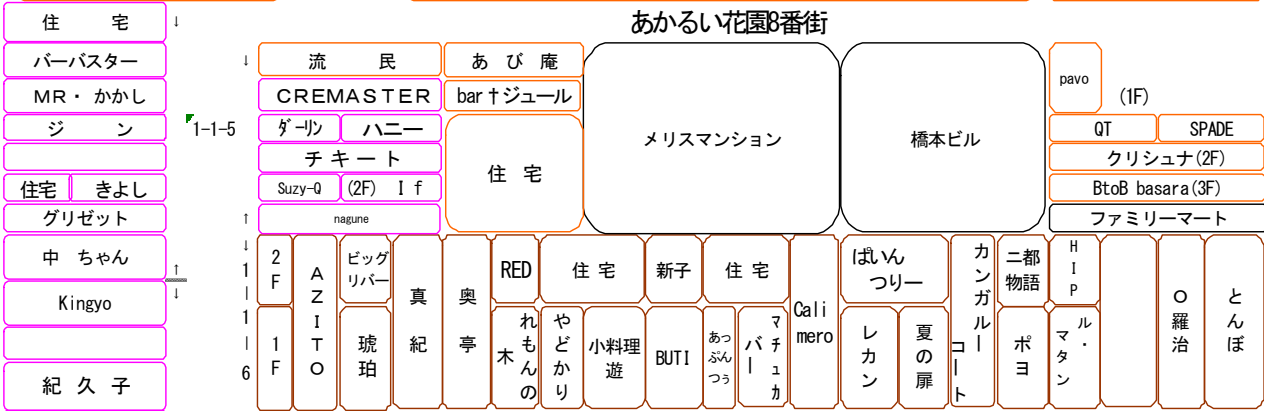 あかるい花園8番街
住 宅
↓
バーバスター
MR・ かかし
ジ ン
住宅
きよし
グリゼット
中 ちゃん
↑
↓
Kingyo
紀 久 子
1-1-5
↓
↑
流 民
あ び 庵
CREMASTER
bar†ジュール
ダーリン
ハニー
チ キ ー ト
住 宅
Suzy-Q
(2F) I f
nagune
メリスマンション
橋本ビル
pavo
(1F)
QT
SPADE
クリシュナ(2F)
BtoB basara(3F)
ファミリーマート
↓
1|1|6
2F
1F
AZITO
ビッグ
リバー
琥珀
真紀
奥亭
RED
れもんの
木
住 宅
やどかり
小料理
遊
新子
BUTI
住 宅
あっ
ぷん
つぅ
マチュカ
バー
Cali
mero
ぱいん
つりー
レカン
夏の扉
カンガルー
コート
二都
物語
ポヨ
HIP
ル・
マタン
O羅治
とんぼ